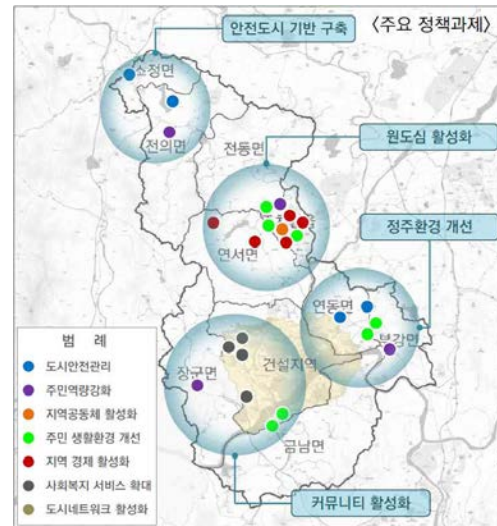 안전도시 기반 구축
<주요 정책과제>
소정면
전의면
전동면
원도심 활성화
연서면
정주환경 개선
연동면
부강면
범 례
도시안전관리
주민역량강화
지역공동체 활성화
주민 생활환경 개선
지역 경제 활성화
사회복지 서비스 확대
도시네트워크 활성화
장군면
건설지역
금남면
커뮤니티 활성화